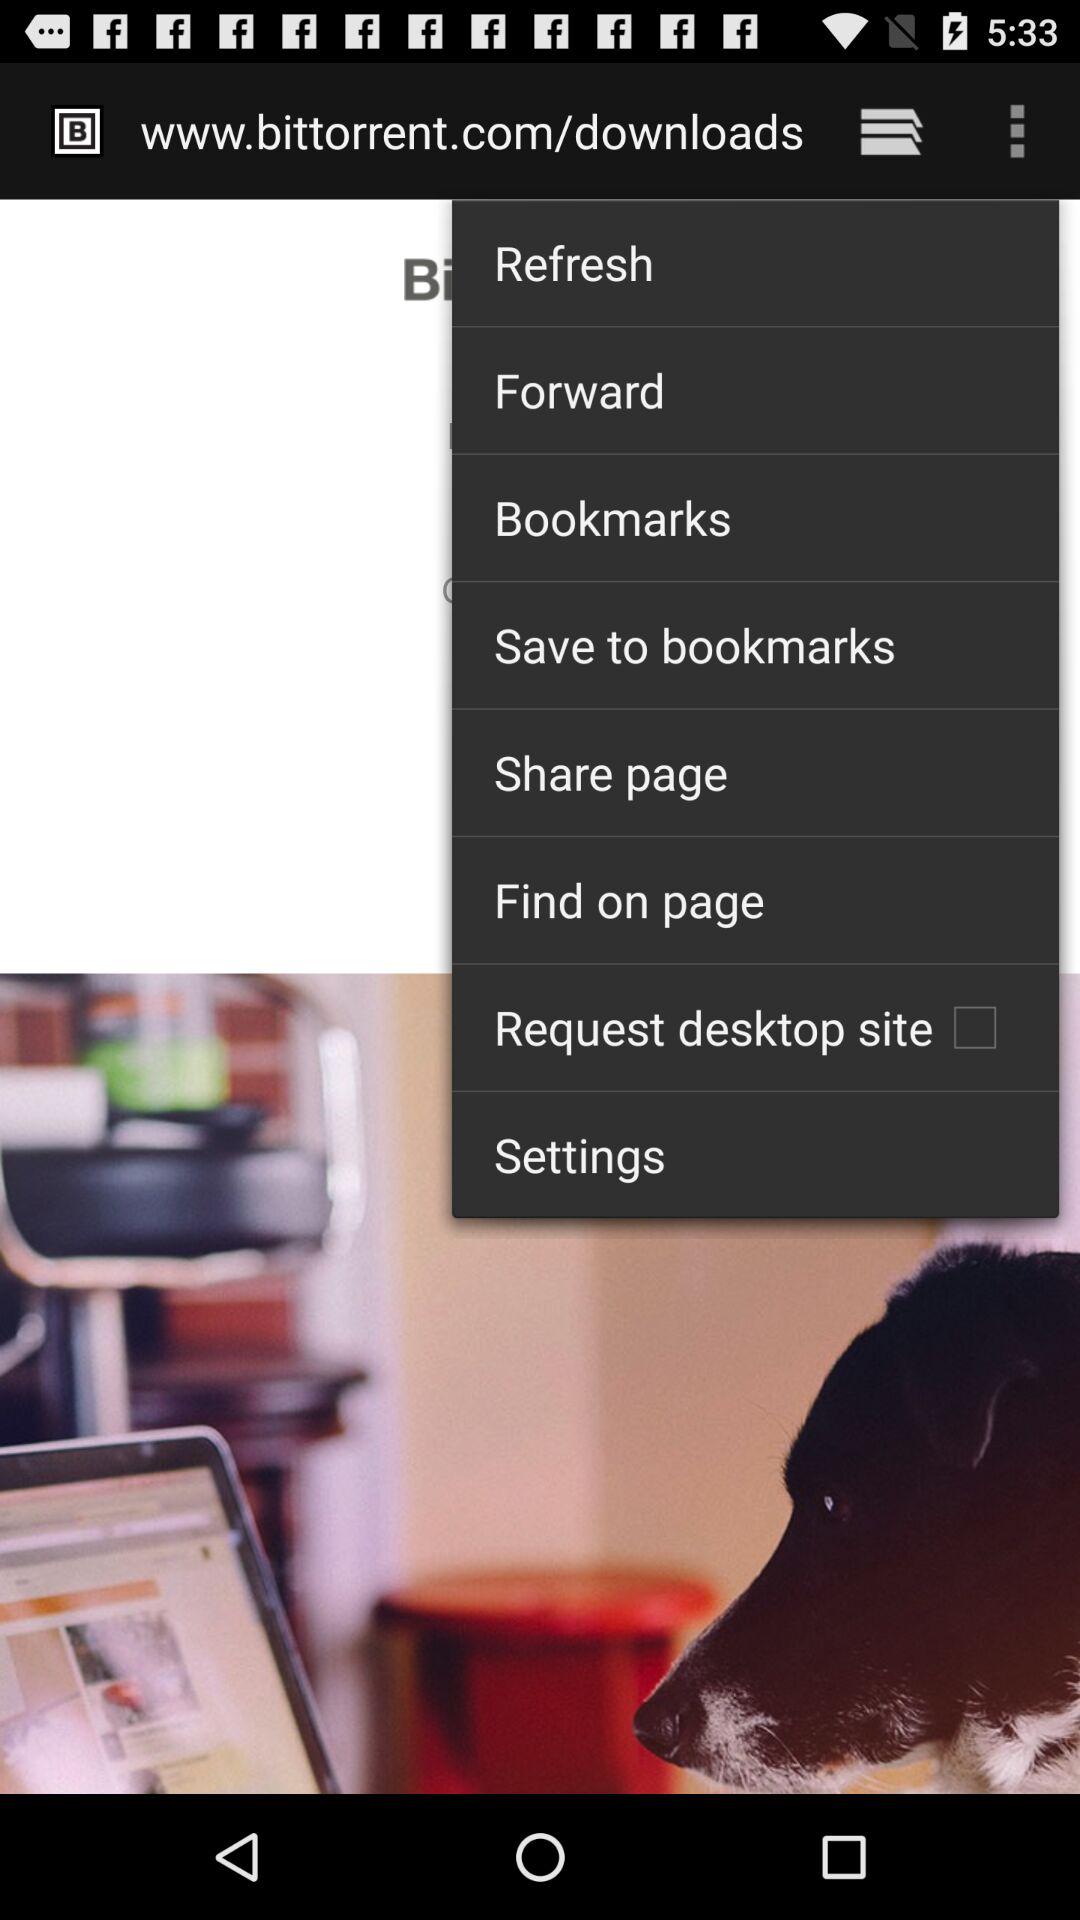 5:33
B www.bittorrent.com/downloads
Bi
Refresh
Forward
Bookmarks
Save to bookmarks
Share page
Find on page
Request desktop site
Settings